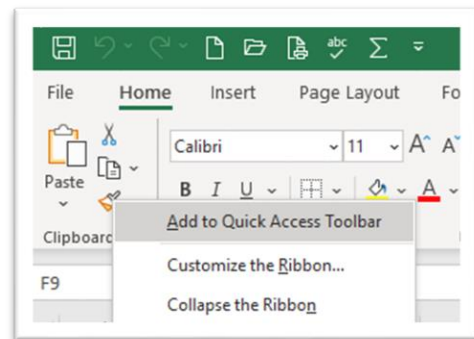 abc
File Home Insert Page Layout Fo
Calibri 11 A A
Paste B I U A
Clipboard
Add to Quick Access Toolbar
Customize the Ribbon...
Collapse the Ribbon
F9